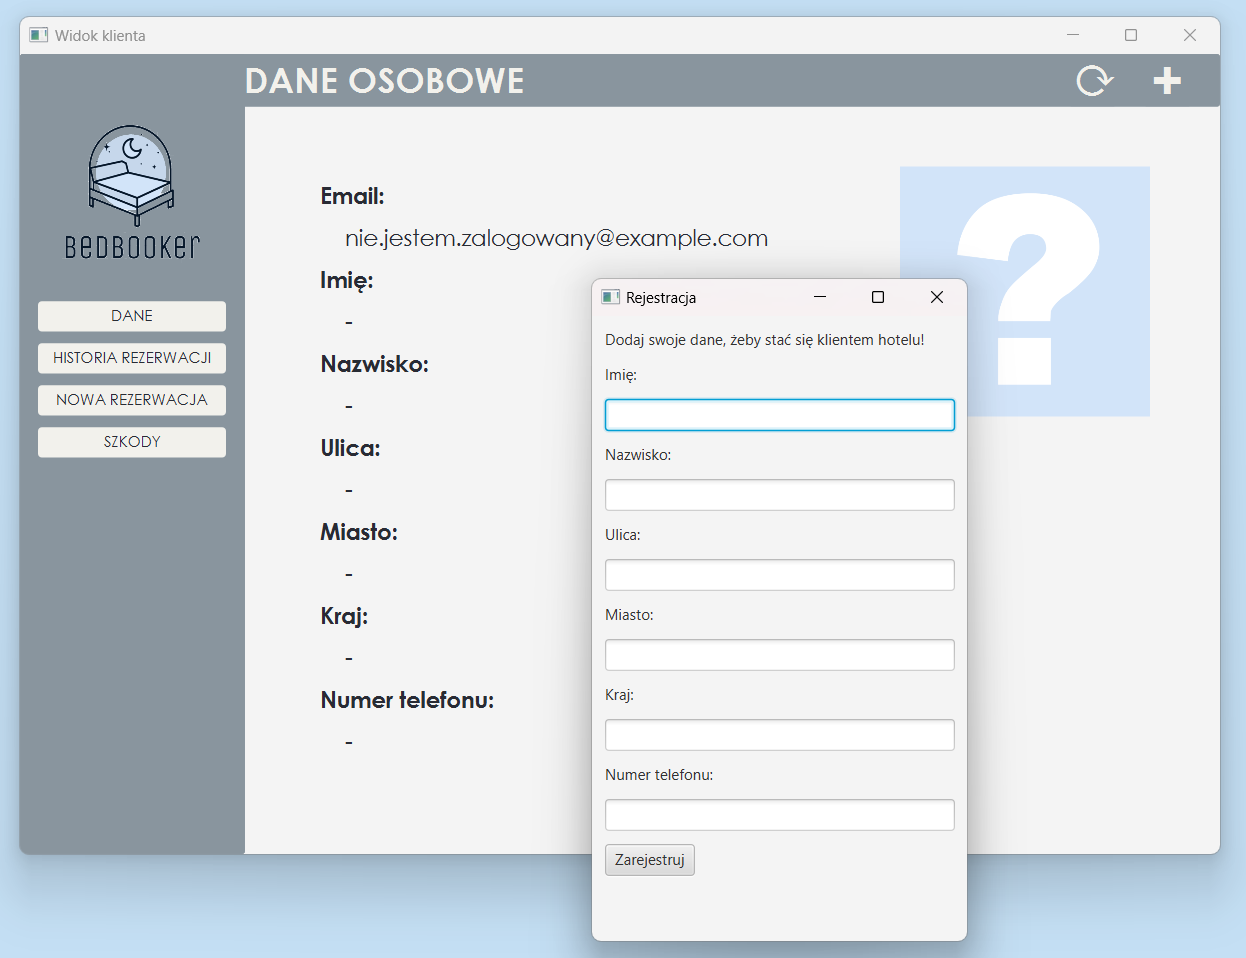 Widok klienta
DANE OSOBOWE
BEDBOOKER
DANE
HISTORIA REZERWACJI
NOWA REZERWACJA
SZKODY
Email:
nie.jestem.zalogowany@example.com
Imię:
-
Nazwisko:
-
Ulica:
-
Miasto:
-
Kraj:
-
Numer telefonu:
-
?
Rejestracja
Dodaj swoje dane, żeby stać się klientem hotelu!
Imię:
Nazwisko:
Ulica:
Miasto:
Kraj:
Numer telefonu:
Zarejestruj